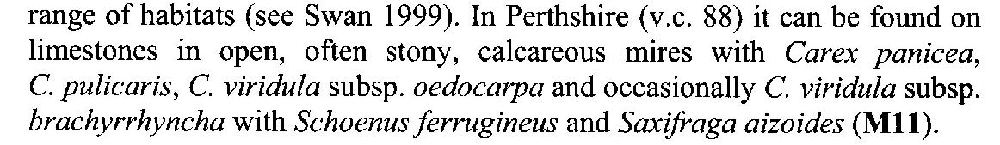 range of habitats (see Swan 1999). In Perthshire (v.c. 88) it can be found on
limestones in open, often stony, calcareous mires with Carex panicea,
C. pulicaris, C. viridula subsp. oedocarpa and occasionally C. viridula subsp.
brachyrrhyncha with Schoenus ferrugineus and Saxifraga aizoides (M11).